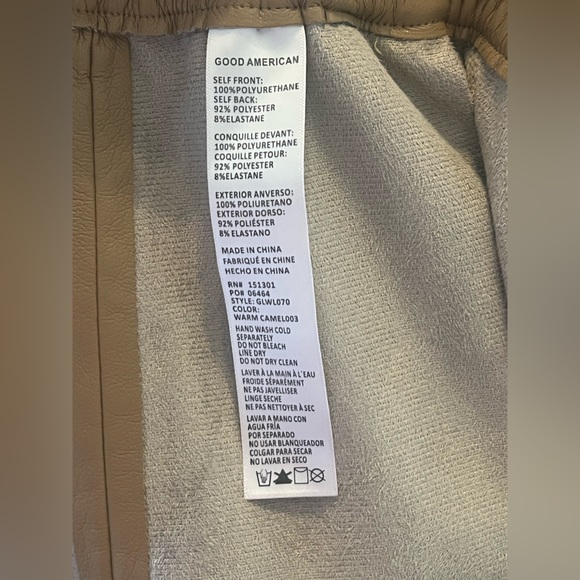 GOOD AMERICAN
SELF FRONT:
100%POLYURETHANE
SELF BACK:
92% POLYESTER
8%ELASTANE
CONQUILLE DEVANT:
100% POLYURETHANE
COQUILLE PETOUR:
92% POLYESTER
8%ELASTANE
EXTERIOR ANVERSO:
100% POLIURETANO
EXTERIOR DORSO:
92% POLIÉSTER
8% ELASTANO
MADE IN CHINA
FABRIQUÉ EN CHINE
HECHO EN CHINA
RN# 151301
PO# 06464
STYLE: GLWL070
COLOR:
WARM CAMEL003
HAND WASH COLD
SEPARATELY
DO NOT BLEACH
LINE DRY
DO NOT DRY CLEAN
LAVER À LA MAIN À L'EAU
FROIDE SÉPARÉMENT
NE PAS JAVELLISER
LINGE SECHE
NE PAS NETTOYER À SEC
LAVAR A MANO CON
AGUA FRÍA
POR SEPARADO
NO USAR BLANQUEADOR
COLGAR PARA SECAR
NO LAVAR EN SECO